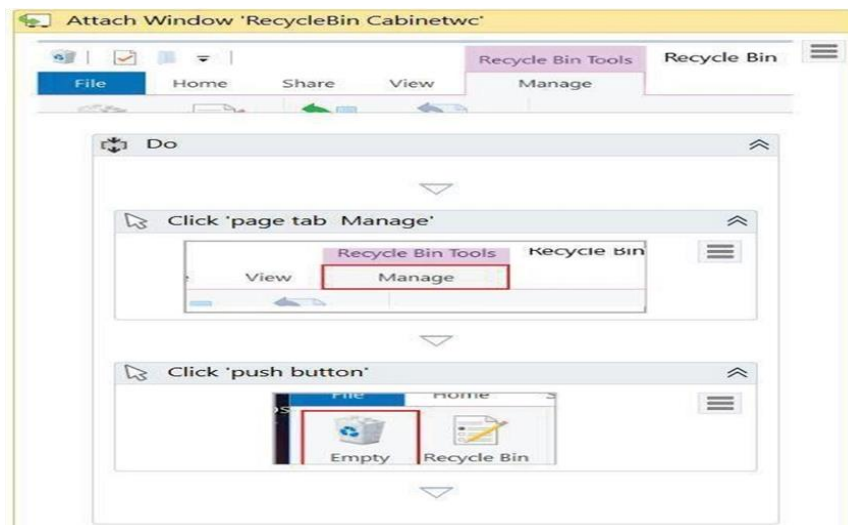 Attach Window 'RecycleBin Cabinetwc'
Recycle Bin Tools Recycle Bin
File Home Share View Manage
Do
Click 'page tab Manage'
Recycle Bin Tools Recycle Bin
View Manage
Click 'push button'
File Home S
Empty Recycle Bin